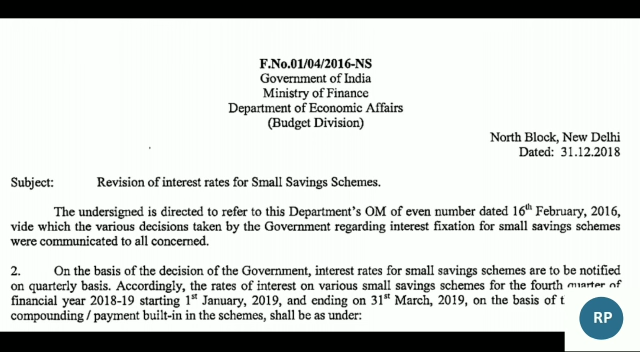 F.No.01/04/2016-NS
Government of India
Ministry of Finance
Department of Economic Affairs
(Budget Division)
North Block, New Delhi
Dated: 31.12.2018
Subject: Revision of interest rates for Small Savings Schemes.
The undersigned is directed to refer to this Department's OM of even number dated 16th February, 2016,
vide which the various decisions taken by the Government regarding interest fixation for small savings schemes
were communicated to all concerned.
2. On the basis of the decision of the Government, interest rates for small savings schemes are to be notified
on quarterly basis. Accordingly, the rates of interest on various small savings schemes for the fourth quarter of
financial year 2018-19 starting 1st January, 2019, and ending on 31st March, 2019, on the basis of
compounding / payment built-in in the schemes, shall be as under:
RP